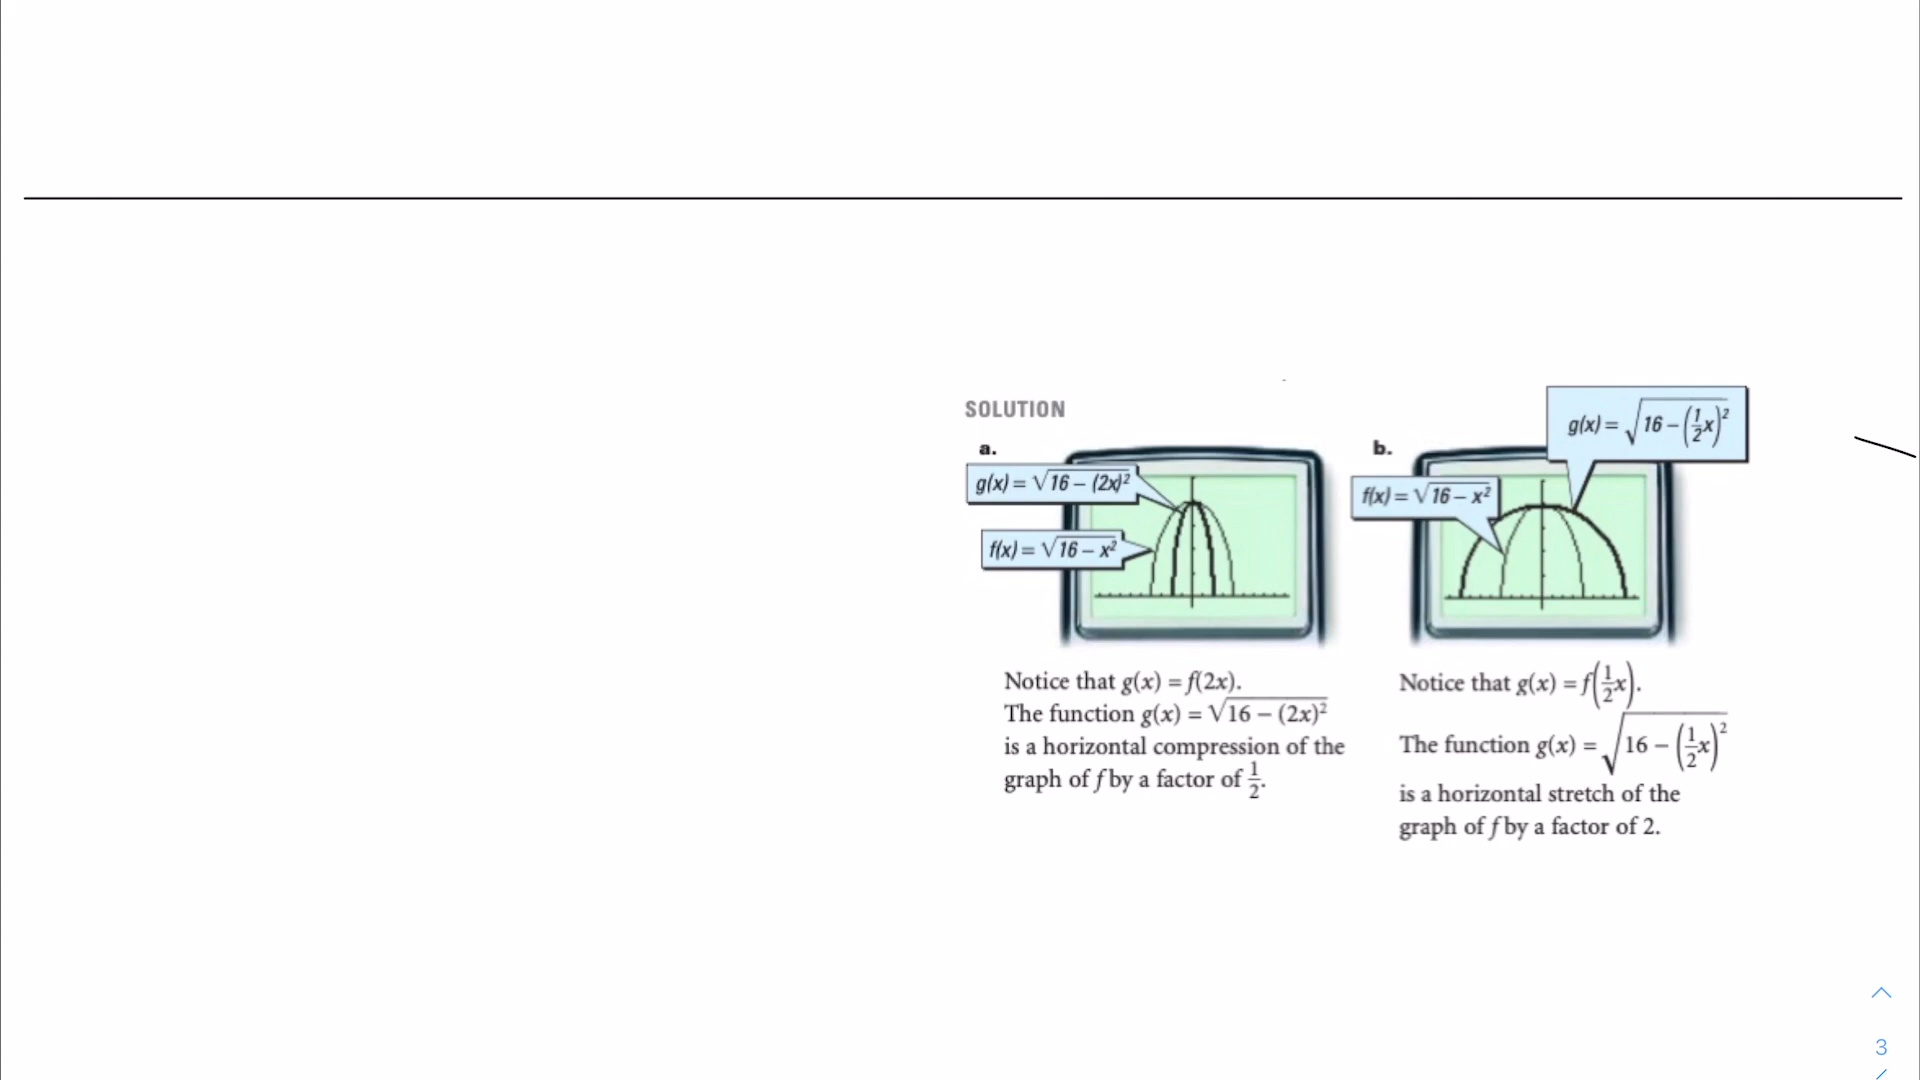 SOLUTION
a.
g(x) = √16 – (2x)²
f(x) = √16 – x²
Notice that g(x) = f(2x).
The function g(x) = √16 – (2x)²
is a horizontal compression of the
graph of f by a factor of 1/2.
b.
g(x) = √16 – (1/2x)²
f(x) = √16 – x²
Notice that g(x) = f(1/2x).
The function g(x) = √16 – (1/2x)²
is a horizontal stretch of the
graph of f by a factor of 2.
3